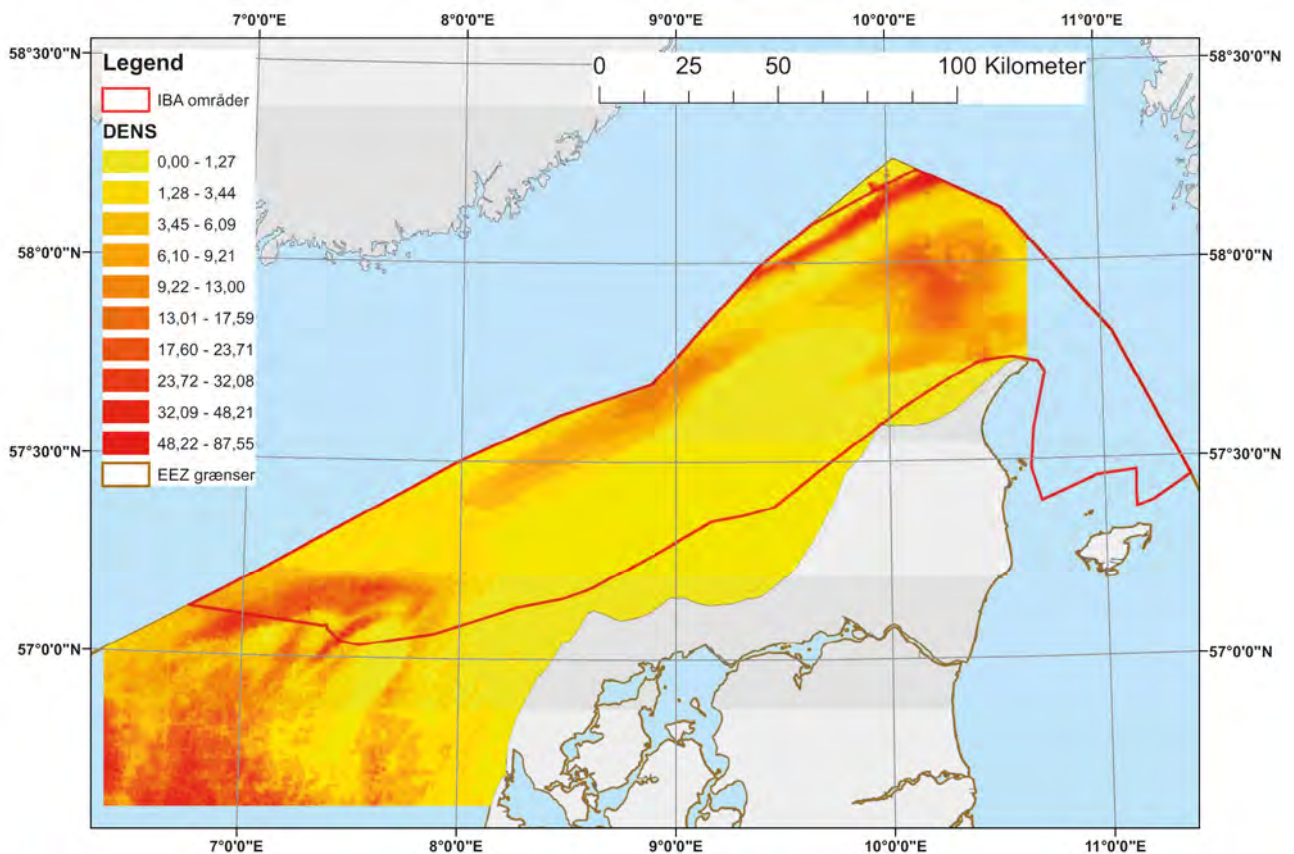 7°0'0"E 8°0'0"E 9°0'0"E 10°0'0"E 11°0'0"E
58°30'0"N 58°30'0"N
Legend
IBA områder
DENS
0,00 - 1,27
1,28 - 3,44
3,45 - 6,09
6,10 - 9,21
9,22 - 13,00
13,01 - 17,59
17,60 - 23,71
23,72 - 32,08
32,09 - 48,21
48,22 - 87,55
EEZ grænser
0 25 50 100 Kilometer
58°0'0"N 58°0'0"N
57°30'0"N 57°30'0"N
57°0'0"N 57°0'0"N
7°0'0"E 8°0'0"E 9°0'0"E 10°0'0"E 11°0'0"E